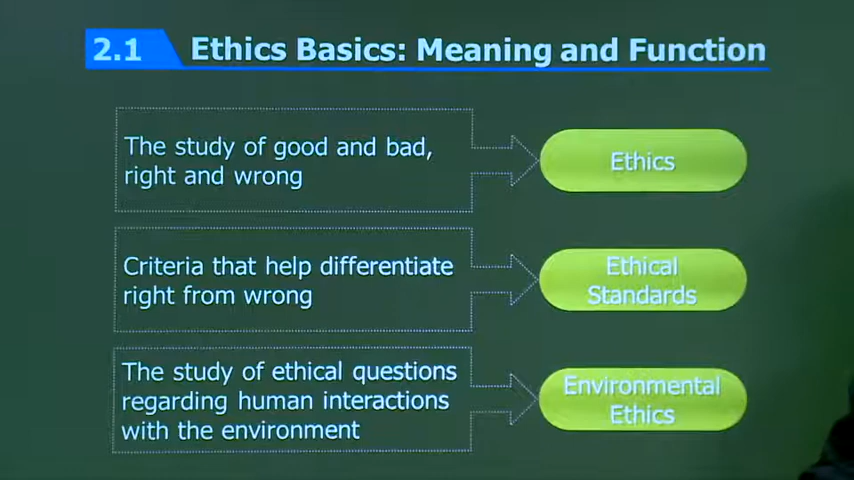 2.1 Ethics Basics: Meaning and Function
The study of good and bad,
right and wrong
Ethics
Criteria that help differentiate
right from wrong
Ethical
Standards
The study of ethical questions
regarding human interactions
with the environment
Environmental
Ethics